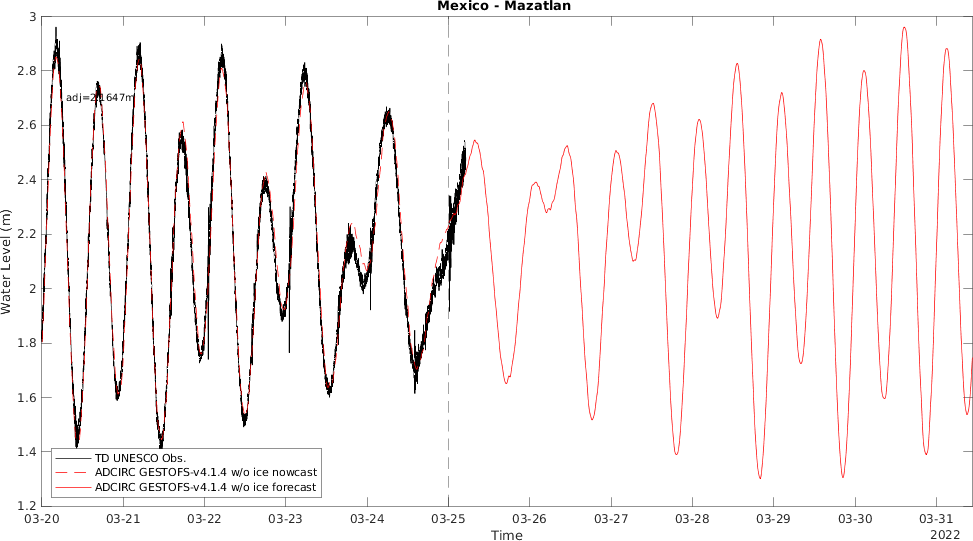 Mexico - Mazatlan
3
2.8
2.6
2.4
2.2
2
1.8
1.6
1.4
1.2
Water Level (m)
adj=2.1647m
TD UNESCO Obs.
ADCIRC GESTOFS-v4.1.4 w/o ice nowcast
ADCIRC GESTOFS-v4.1.4 w/o ice forecast
03-20 03-21 03-22 03-23 03-24 03-25 03-26 03-27 03-28 03-29 03-30 03-31
Time
2022